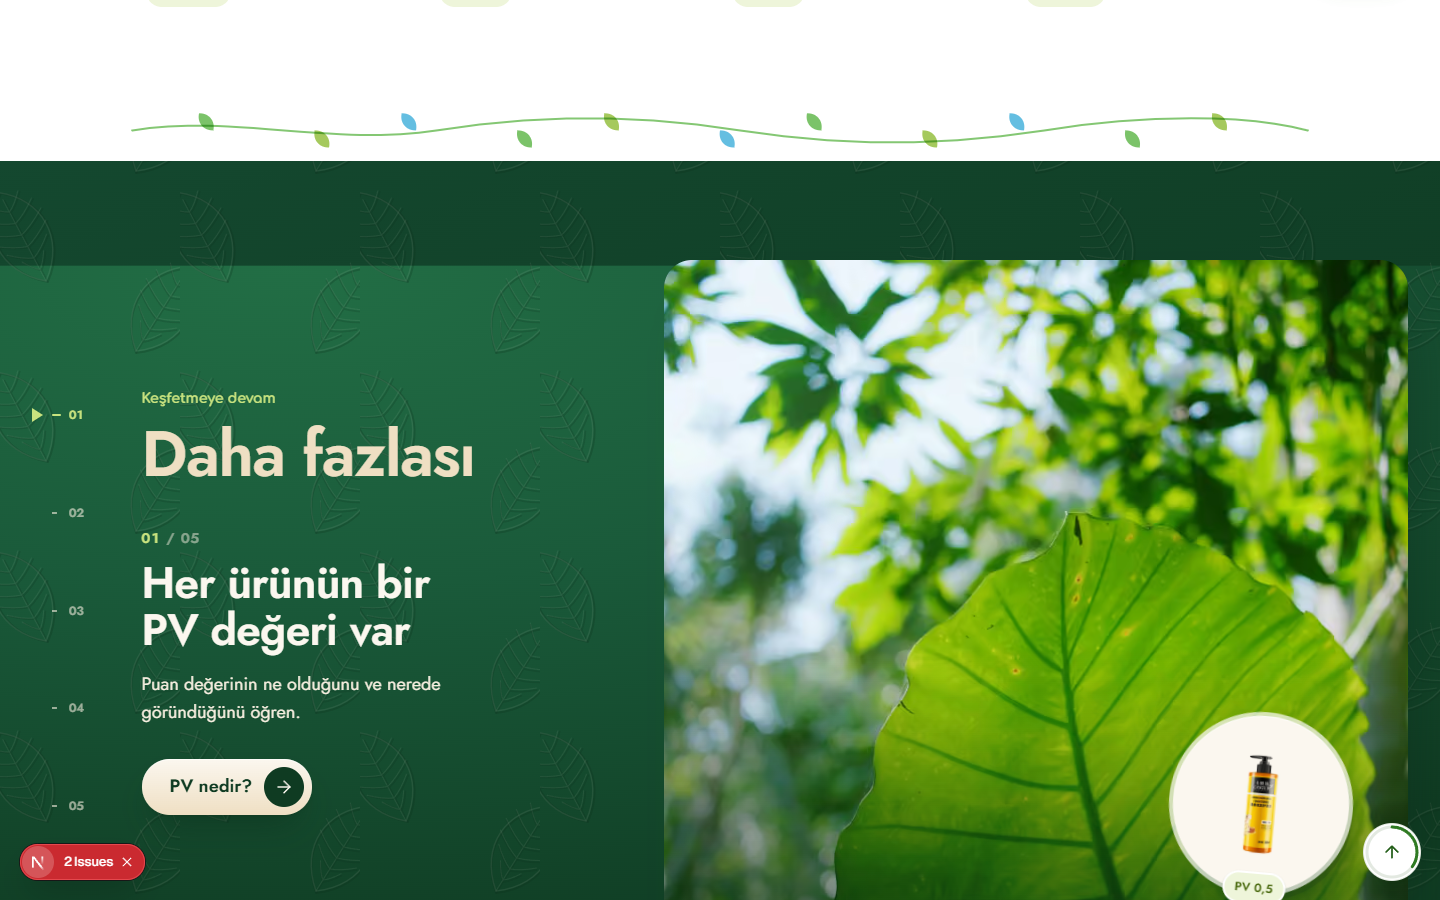 Keşfetmeye devam
Daha fazlası
01
02
03
04
05
01 / 05
Her ürünün bir
PV değeri var
Puan değerinin ne olduğunu ve nerede
göründüğünü öğren.
PV nedir?
PV 0,5
N 2 Issues